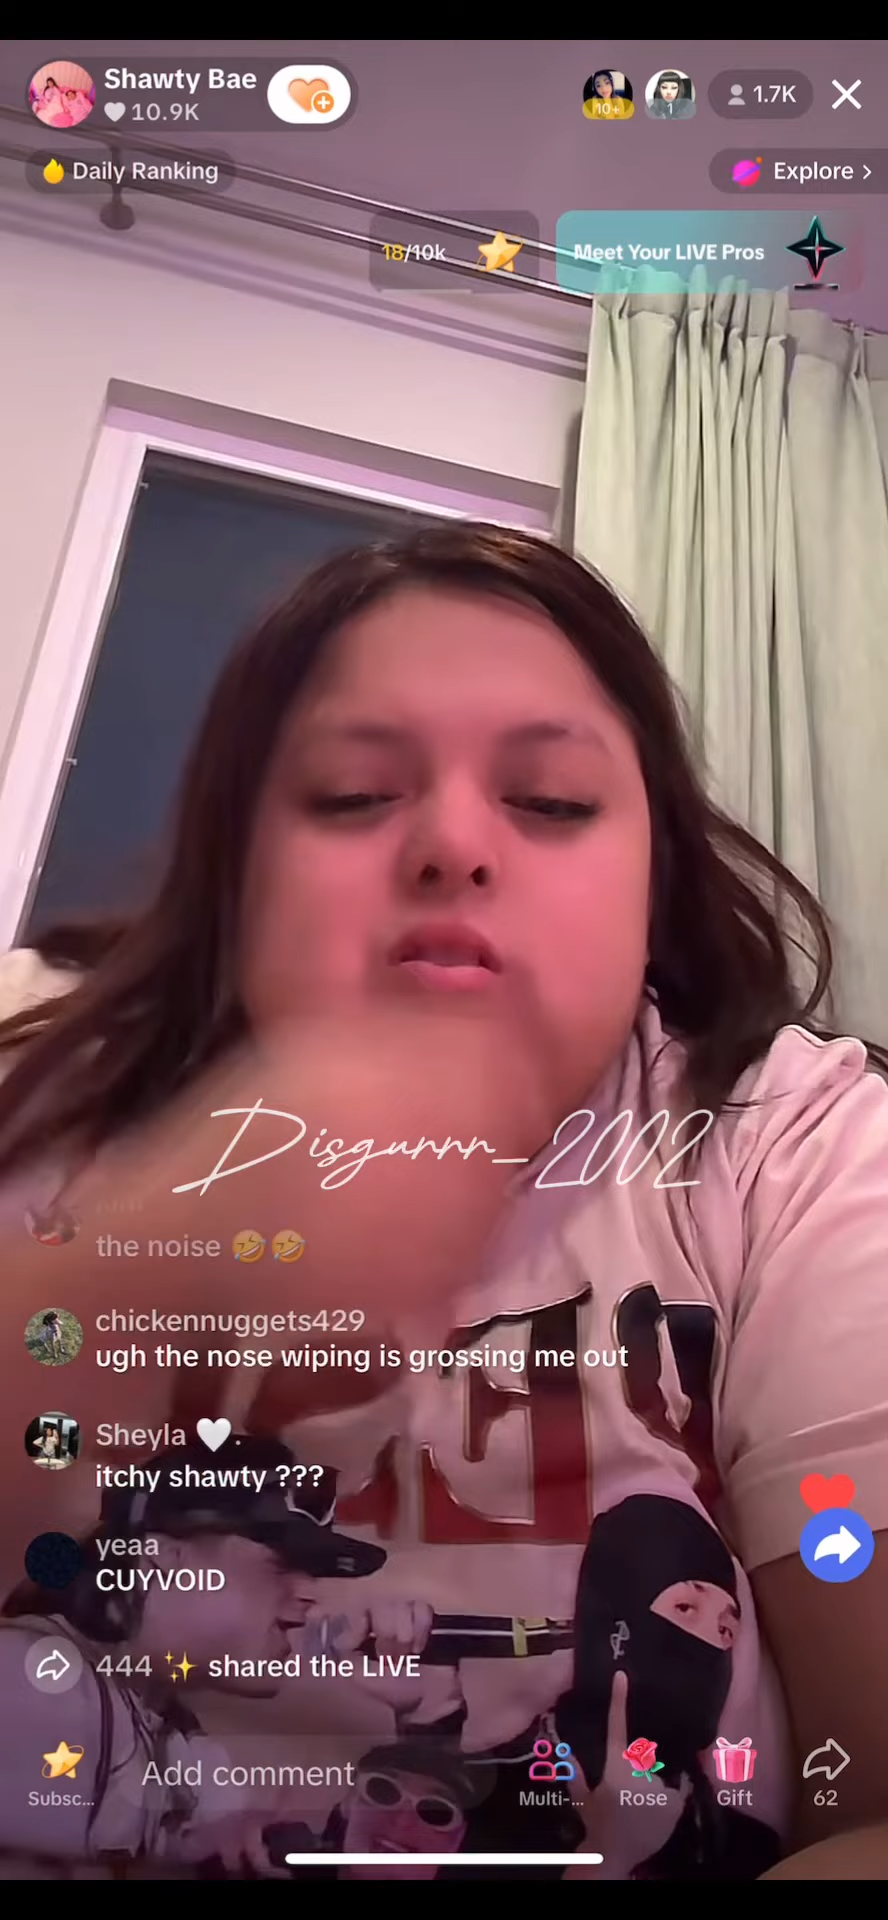 Shawty Bae
10.9K
10+
1
1.7K
Daily Ranking
Explore >
18/10k
Meet Your LIVE Pros
Disgurrr_2002
the noise 🤣🤣
chickennuggets429
ugh the nose wiping is grossing me out
Sheyla 🤍.
itchy shawty ???
yeaa
CUYVOID
444 ✨ shared the LIVE
Subsc...
Add comment
Multi-...
Rose
Gift
62